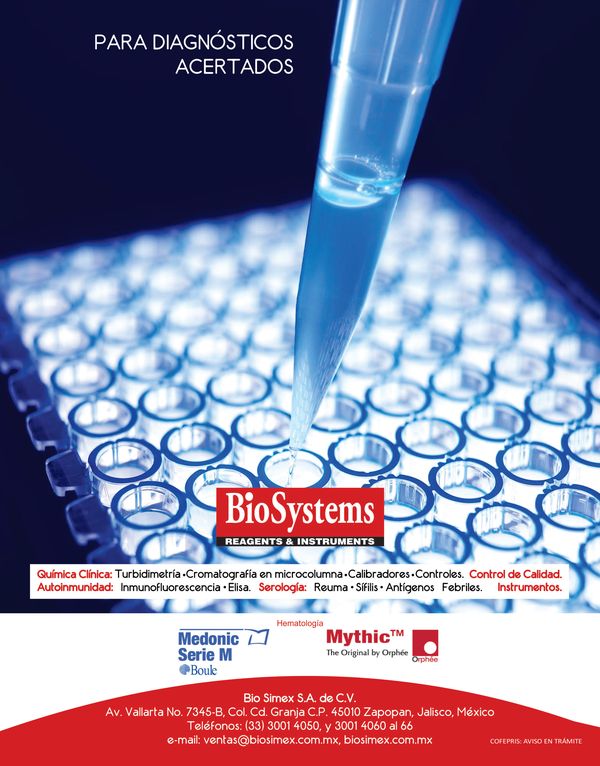 PARA DIAGNÓSTICOS
ACERTADOS
BioSystems
REAGENTS & INSTRUMENTS
Química Clínica: Turbidimetría • Cromatografía en microcolumna • Calibradores • Controles. Control de Calidad.
Autoinmunidad: Inmunofluorescencia • Elisa. Serología: Reuma • Sífilis • Antígenos Febriles. Instrumentos.
Hematología
Medonic
Serie M
Boule
Mythic™
The Original by Orphée
Orphée
Bio Simex S.A. de C.V.
Av. Vallarta No. 7345-B, Col. Cd. Granja C.P. 45010 Zapopan, Jalisco, México
Teléfonos: (33) 3001 4050, y 3001 4060 al 66
e-mail: ventas@biosimex.com.mx, biosimex.com.mx
COFEPRIS: AVISO EN TRÁMITE